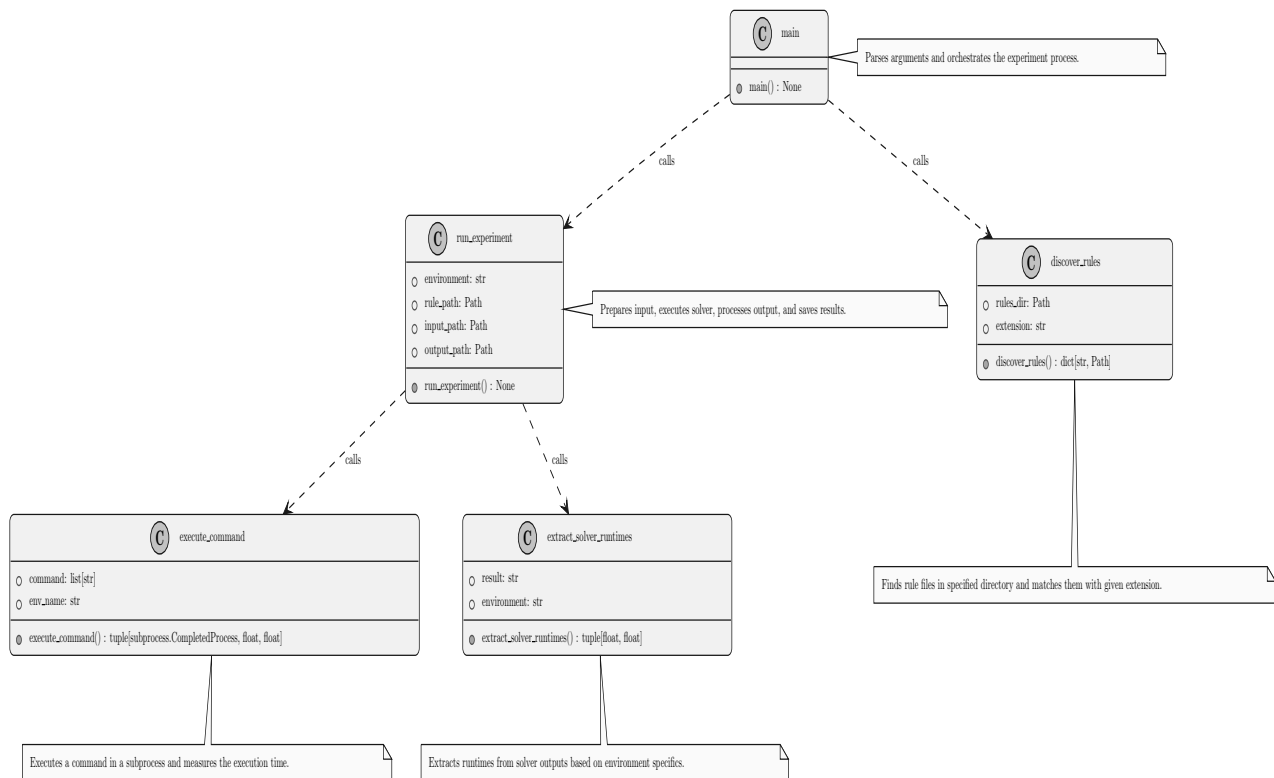 C main
main() : None
Parses arguments and orchestrates the experiment process.
calls
calls
C run_experiment
environment: str
rule_path: Path
input_path: Path
output_path: Path
run_experiment() : None
Prepares input, executes solver, processes output, and saves results.
C discover_rules
rules_dir: Path
extension: str
discover_rules() : dict[str, Path]
calls
calls
C execute_command
command: list[str]
env_name: str
execute_command() : tuple[subprocess.CompletedProcess, float, float]
C extract_solver_runtimes
result: str
environment: str
extract_solver_runtimes() : tuple[float, float]
Finds rule files in specified directory and matches them with given extension.
Executes a command in a subprocess and measures the execution time.
Extracts runtimes from solver outputs based on environment specifics.